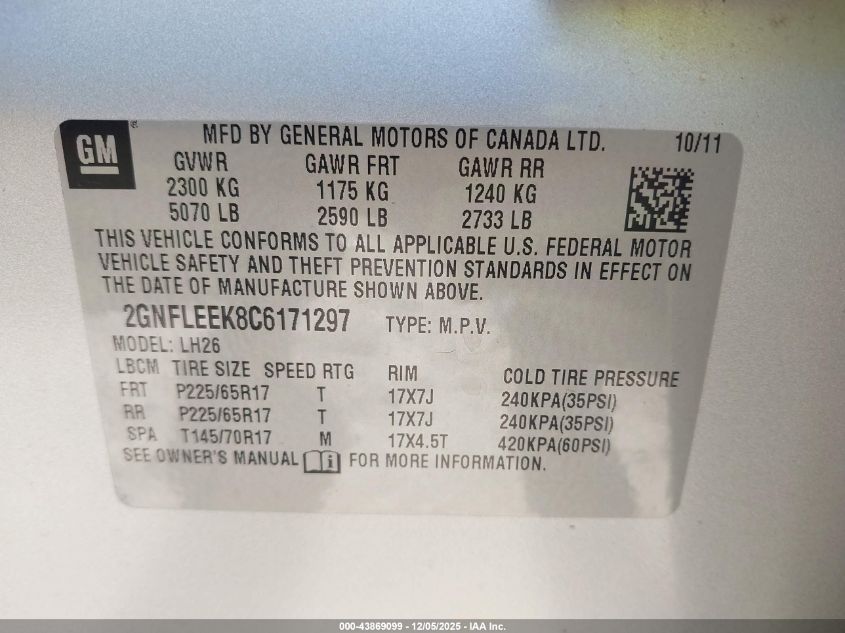 GM ®
MFD BY GENERAL MOTORS OF CANADA LTD. 10/11
GVWR GAWR FRT GAWR RR
2300 KG 1175 KG 1240 KG
5070 LB 2590 LB 2733 LB
THIS VEHICLE CONFORMS TO ALL APPLICABLE U.S. FEDERAL MOTOR
VEHICLE SAFETY AND THEFT PREVENTION STANDARDS IN EFFECT ON
THE DATE OF MANUFACTURE SHOWN ABOVE.
2GNFLEEK8C6171297 TYPE: M.P.V.
MODEL: LH26
LBCM TIRE SIZE SPEED RTG RIM COLD TIRE PRESSURE
FRT P225/65R17 T 17X7J 240KPA(35PSI)
RR P225/65R17 T 17X7J 240KPA(35PSI)
SPA T145/70R17 M 17X4.5T 420KPA(60PSI)
SEE OWNER'S MANUAL FOR MORE INFORMATION.
000-43869099 - 12/05/2025 - IAA Inc.